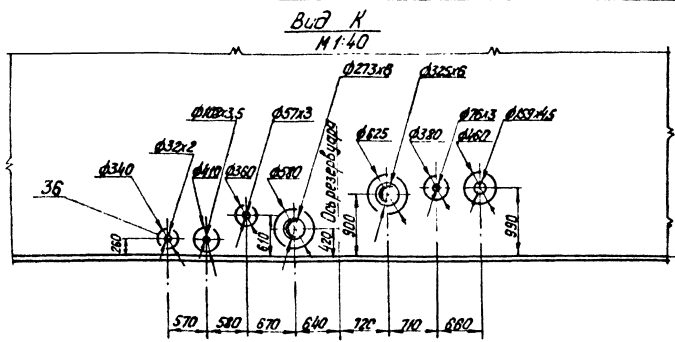 Вид К
М 1:40
ф273х8
ф325х6
ф108х3,5
ф57х3
ф625
ф380
ф76х3
ф159х4,5
ф32х2
ф340
ф410
ф360
ф580
ф460
Ось резервуара
36
260
610
420
900
990
570
580
670
640
720
710
660